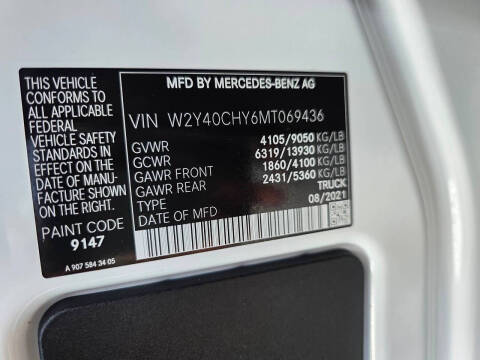 MFD BY MERCEDES-BENZ AG
THIS VEHICLE
CONFORMS TO
ALL APPLICABLE
FEDERAL MOTOR
VEHICLE SAFETY
STANDARDS
IN EFFECT ON
THE DATE OF MANU-
FACTURE SHOWN
ON THE RIGHT.
PAINT CODE
9147
A 907 584 34 05
VIN W2Y40CHY6MT069436
GVWR 4105/9050 KG/LB
GCWR 6319/13930 KG/LB
GAWR FRONT 1860/4100 KG/LB
GAWR REAR 2431/5360 KG/LB
TYPE TRUCK
DATE OF MFD 08/2021